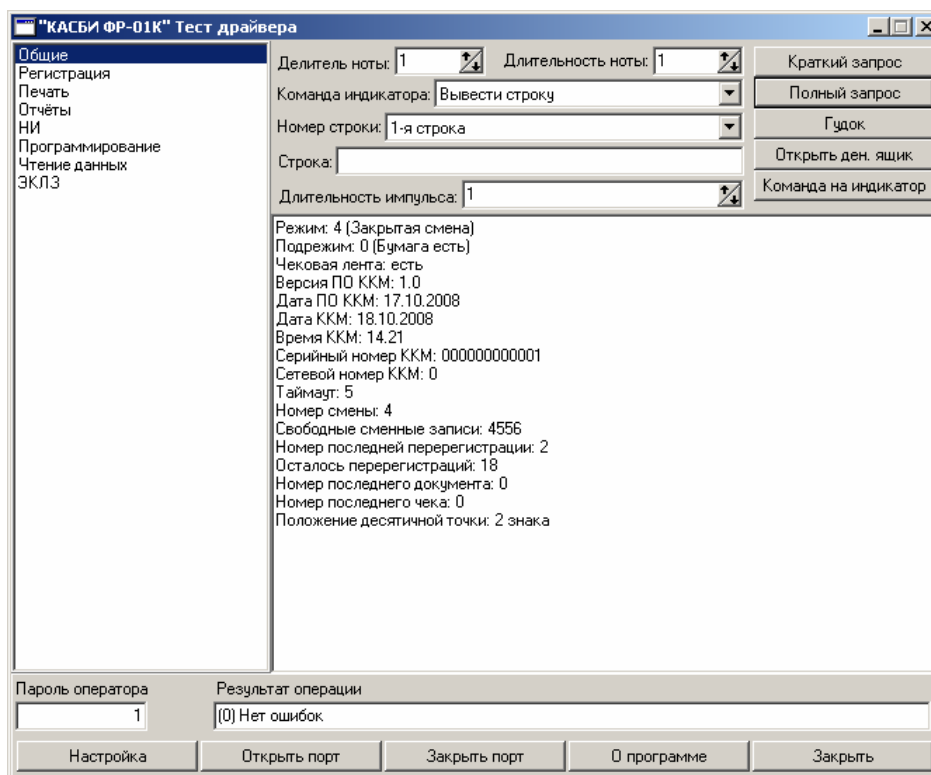 "КАСБИ ФР-01К" Тест драйвера
Общие
Регистрация
Печать
Отчёты
НИ
Программирование
Чтение данных
ЭКЛЗ
Делитель ноты: 1 Длительность ноты: 1
Команда индикатора: Вывести строку
Номер строки: 1-я строка
Строка:
Длительность импульса: 1
Краткий запрос
Полный запрос
Гудок
Открыть ден. ящик
Команда на индикатор
Режим: 4 (Закрытая смена)
Подрежим: 0 (Бумага есть)
Чековая лента: есть
Версия ПО ККМ: 1.0
Дата ПО ККМ: 17.10.2008
Дата ККМ: 18.10.2008
Время ККМ: 14.21
Серийный номер ККМ: 000000000001
Сетевой номер ККМ: 0
Таймаут: 5
Номер смены: 4
Свободные сменные записи: 4556
Номер последней перерегистрации: 2
Осталось перерегистраций: 18
Номер последнего документа: 0
Номер последнего чека: 0
Положение десятичной точки: 2 знака
Пароль оператора Результат операции
1 (0) Нет ошибок
Настройка Открыть порт Закрыть порт О программе Закрыть